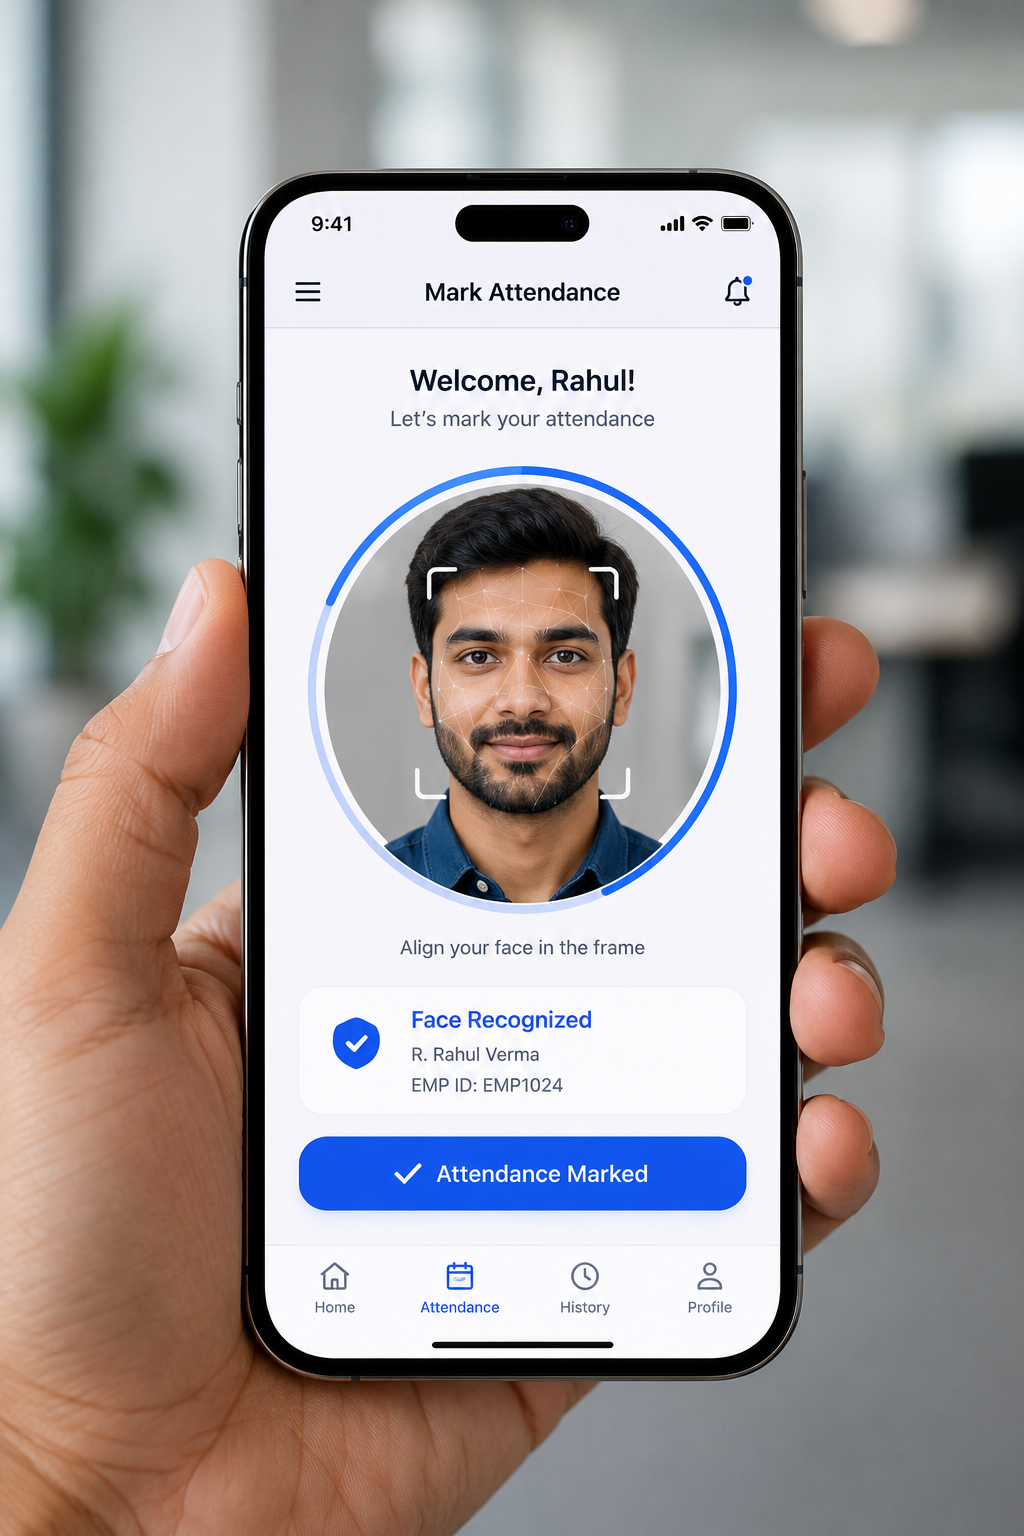 9:41
Mark Attendance
Welcome, Rahul!
Let's mark your attendance
Align your face in the frame
Face Recognized
R. Rahul Verma
EMP ID: EMP1024
Attendance Marked
Home
Attendance
History
Profile